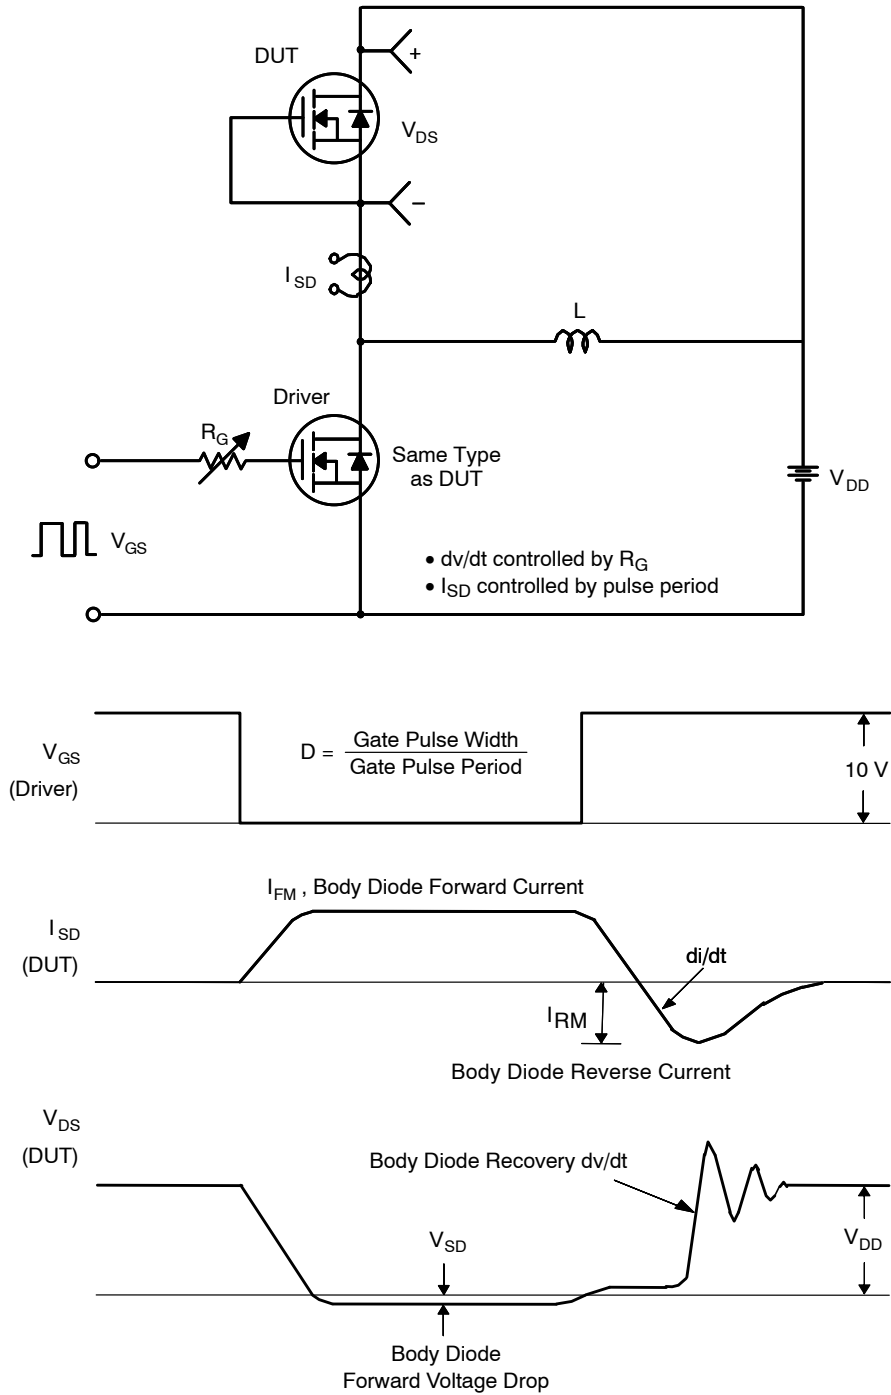 DUT
+
V_DS
−
I_SD
L
Driver
R_G
Same Type
as DUT
V_DD
V_GS
• dv/dt controlled by R_G
• I_SD controlled by pulse period
V_GS
(Driver)
D = Gate Pulse Width
Gate Pulse Period
10 V
I_FM , Body Diode Forward Current
I_SD
(DUT)
di/dt
I_RM
Body Diode Reverse Current
V_DS
(DUT)
Body Diode Recovery dv/dt
V_SD
V_DD
Body Diode
Forward Voltage Drop